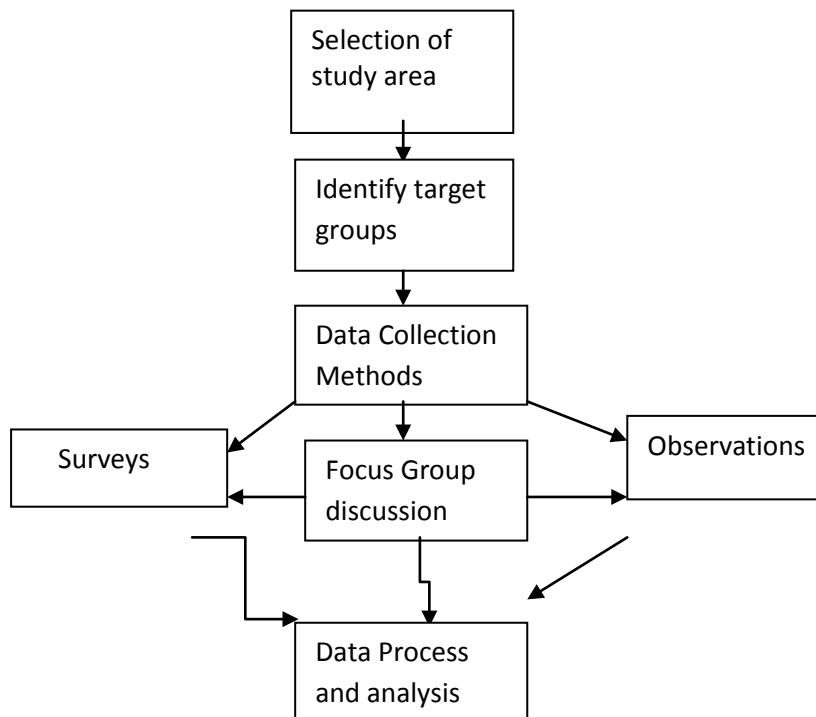 Selection of
study area
Identify target
groups
Data Collection
Methods
Surveys
Focus Group
discussion
Observations
Data Process
and analysis